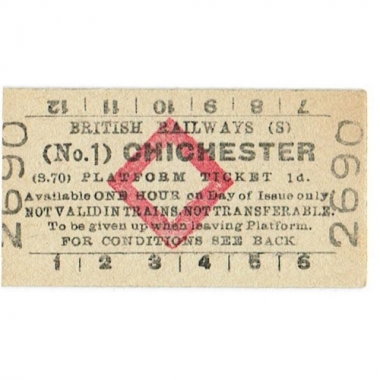 12 | 11 | 10 | 9 | 8 | 7
BRITISH RAILWAYS (S)
(No.1) CHICHESTER
(S.70) PLATFORM TICKET 1d.
Available ONE HOUR on Day of Issue only
NOT VALID IN TRAINS. NOT TRANSFERABLE.
To be given up when leaving Platform.
FOR CONDITIONS SEE BACK
1 | 2 | 3 | 4 | 5 | 6
2690
2690